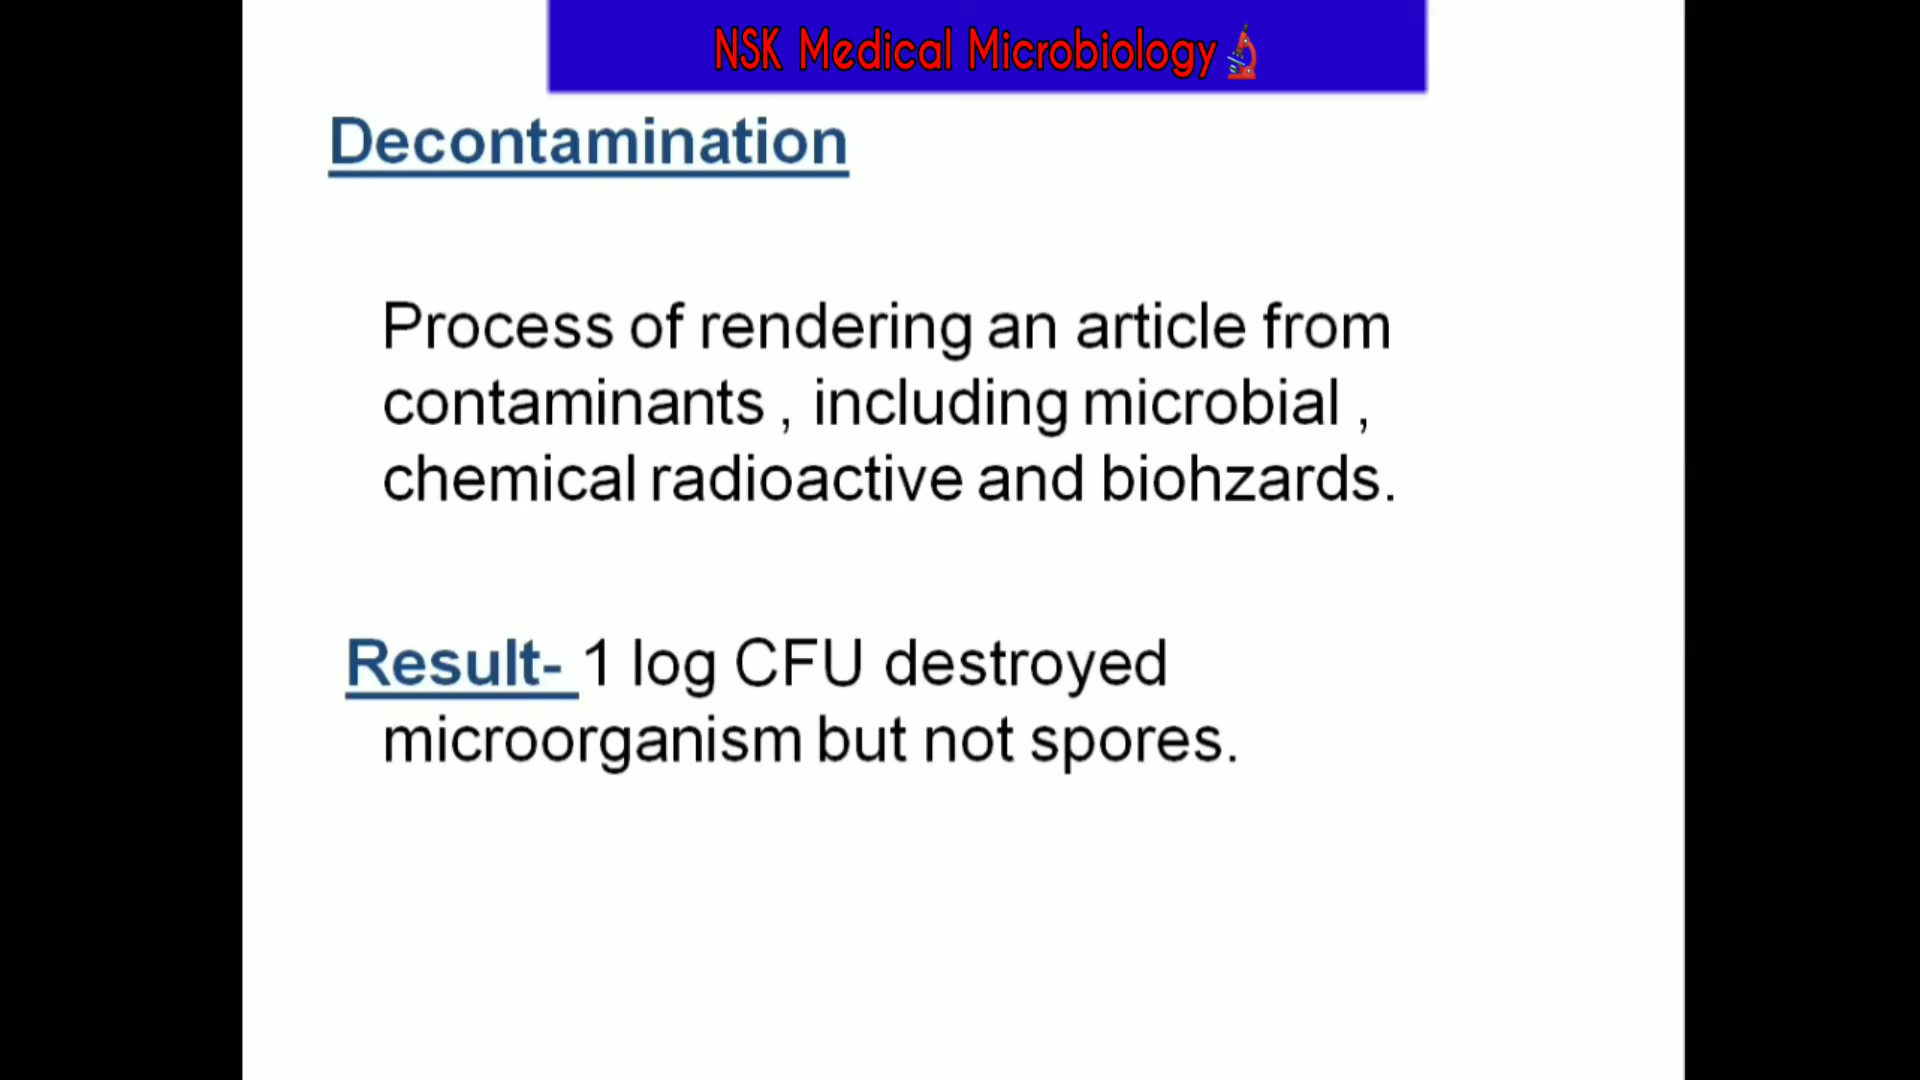 NSK Medical Microbiology
Decontamination
Process of rendering an article from
contaminants , including microbial ,
chemical radioactive and biohzards.
Result- 1 log CFU destroyed
microorganism but not spores.